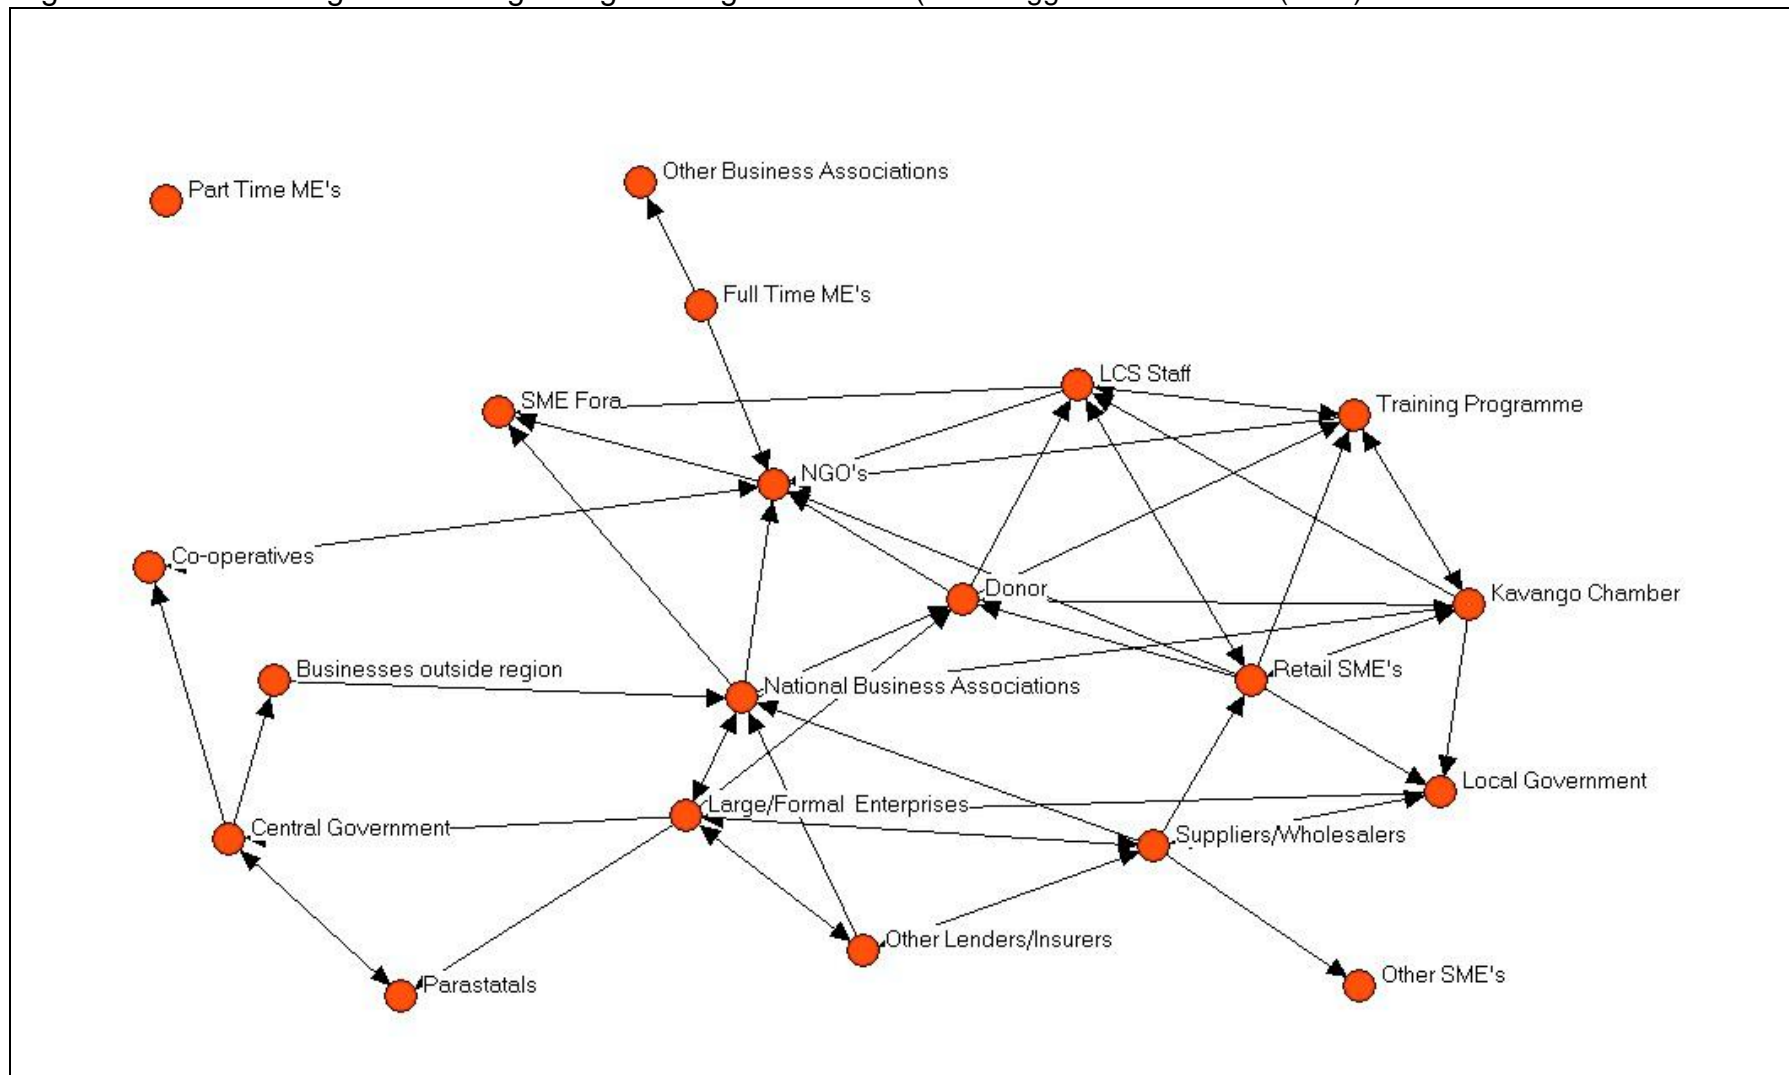 Part Time ME's
Other Business Associations
Full Time ME's
LCS Staff
SME Fora
Training Programme
NGO's
Co-operatives
Donor
Kavango Chamber
Businesses outside region
National Business Associations
Retail SME's
Local Government
Large/Formal Enterprises
Central Government
Suppliers/Wholesalers
Other Lenders/Insurers
Other SME's
Parastatals